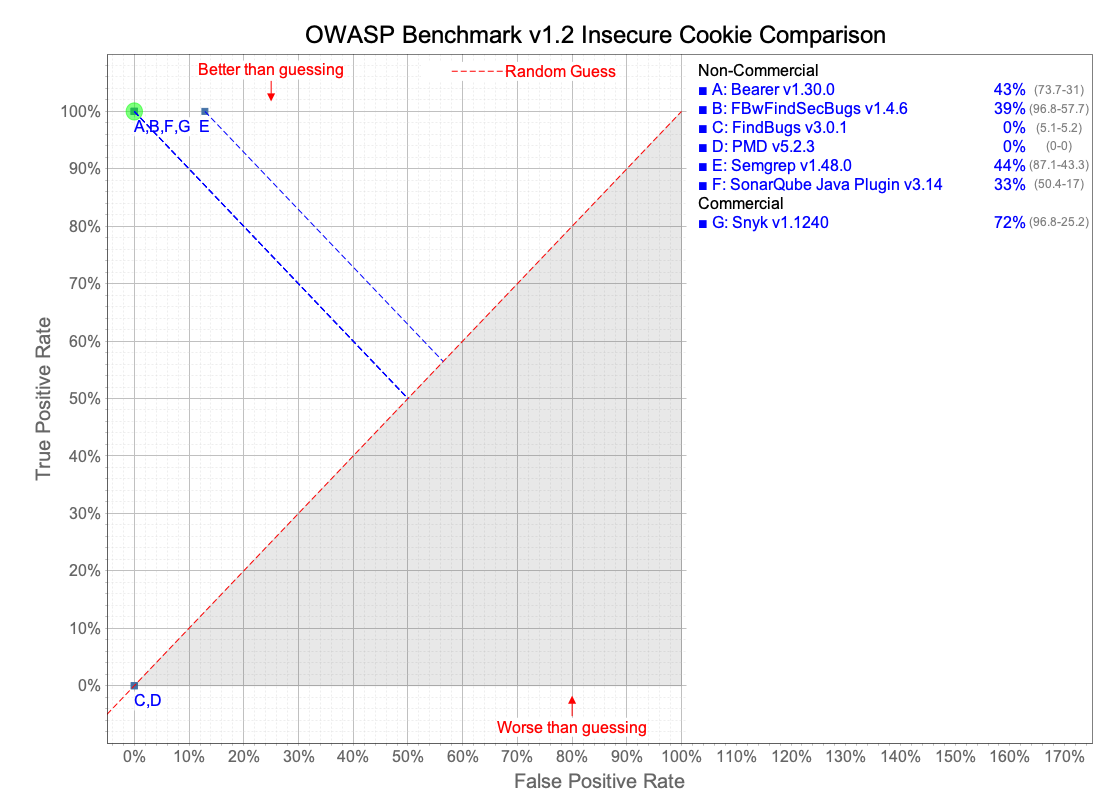 OWASP Benchmark v1.2 Insecure Cookie Comparison
Better than guessing
Random Guess
Non-Commercial
A: Bearer v1.30.0 43% (73.7-31)
B: FBwFindSecBugs v1.4.6 39% (96.8-57.7)
C: FindBugs v3.0.1 0% (5.1-5.2)
D: PMD v5.2.3 0% (0-0)
E: Semgrep v1.48.0 44% (87.1-43.3)
F: SonarQube Java Plugin v3.14 33% (50.4-17)
Commercial
G: Snyk v1.1240 72% (96.8-25.2)
True Positive Rate
100%
90%
80%
70%
60%
50%
40%
30%
20%
10%
0%
A,B,F,G E
C,D
Worse than guessing
0% 10% 20% 30% 40% 50% 60% 70% 80% 90% 100% 110% 120% 130% 140% 150% 160% 170%
False Positive Rate